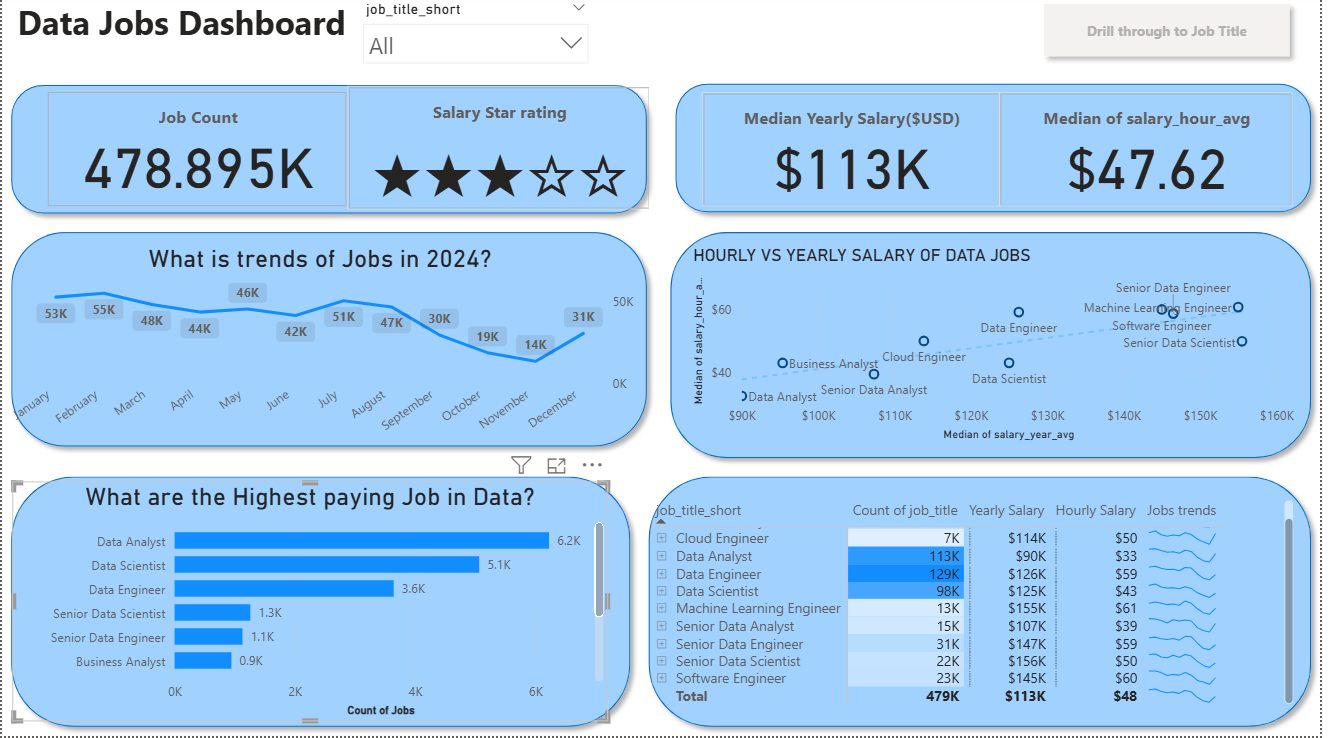 Data Jobs Dashboard
job_title_short
All
Drill through to Job Title
Job Count
478.895K
Salary Star rating
Median Yearly Salary($USD)
$113K
Median of salary_hour_avg
$47.62
What is trends of Jobs in 2024?
53K 55K 48K 44K 46K 42K 51K 47K 30K 19K 14K 31K
50K
0K
January February March April May June July August September October November December
HOURLY VS YEARLY SALARY OF DATA JOBS
Median of salary_hour_a...
$60
$40
Senior Data Engineer
Machine Learning Engineer
Data Engineer
Software Engineer
Senior Data Scientist
Cloud Engineer
Business Analyst
Data Scientist
Senior Data Analyst
Data Analyst
$90K $100K $110K $120K $130K $140K $150K $160K
Median of salary_year_avg
What are the Highest paying Job in Data?
Data Analyst 6.2K
Data Scientist 5.1K
Data Engineer 3.6K
Senior Data Scientist 1.3K
Senior Data Engineer 1.1K
Business Analyst 0.9K
0K 2K 4K 6K
Count of Jobs
job_title_short Count of job_title Yearly Salary Hourly Salary Jobs trends
Cloud Engineer 7K $114K $50
Data Analyst 113K $90K $33
Data Engineer 129K $126K $59
Data Scientist 98K $125K $43
Machine Learning Engineer 13K $155K $61
Senior Data Analyst 15K $107K $39
Senior Data Engineer 31K $147K $59
Senior Data Scientist 22K $156K $50
Software Engineer 23K $145K $60
Total 479K $113K $48